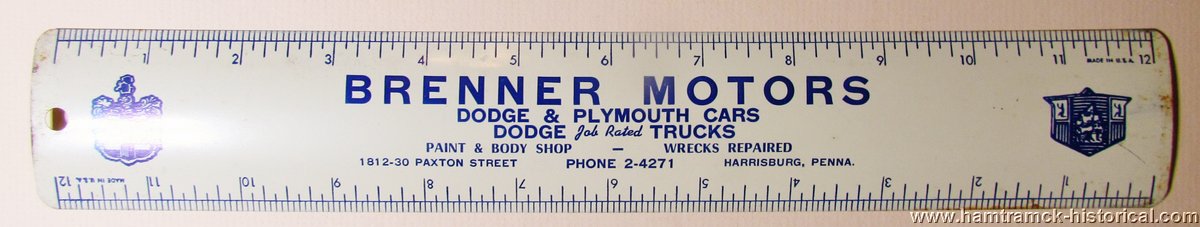 1 2 3 4 5 6 7 8 9 10 11 12
MADE IN U.S.A.
BRENNER MOTORS
DODGE & PLYMOUTH CARS
DODGE Job Rated TRUCKS
PAINT & BODY SHOP — WRECKS REPAIRED
1812-30 PAXTON STREET PHONE 2-4271 HARRISBURG, PENNA.
MADE IN U.S.A.
12 11 10 9 8 7 6 5 4 3 2 1
www.hamtramck-historical.com